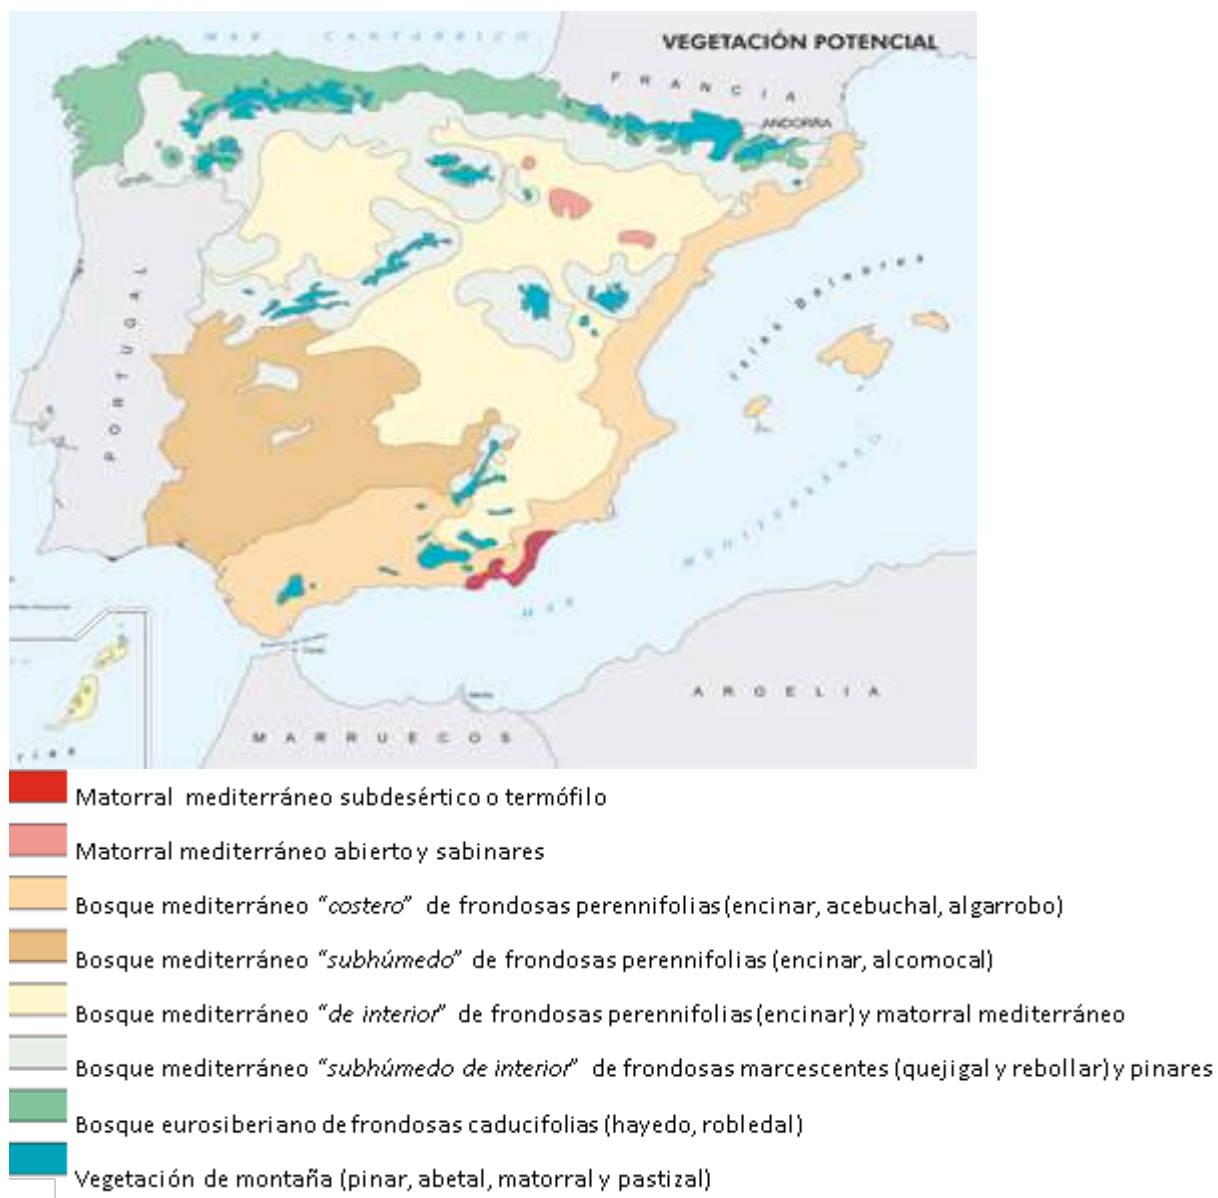 MAR CANTÁBRICO
VEGETACIÓN POTENCIAL
FRANCIA
ANDORRA
PORTUGAL
Islas Baleares
MEDITERRÁNEO
MAR
ARGELIA
MARRUECOS
Matorral mediterráneo subdesértico o termófilo
Matorral mediterráneo abierto y sabinares
Bosque mediterráneo “costero” de frondosas perennifolias (encinar, acebuchal, algarrobo)
Bosque mediterráneo “subhúmedo” de frondosas perennifolias (encinar, alcornocal)
Bosque mediterráneo “de interior” de frondosas perennifolias (encinar) y matorral mediterráneo
Bosque mediterráneo “subhúmedo de interior” de frondosas marcescentes (quejigal y rebollar) y pinares
Bosque eurosiberiano de frondosas caducifolias (hayedo, robledal)
Vegetación de montaña (pinar, abetal, matorral y pastizal)